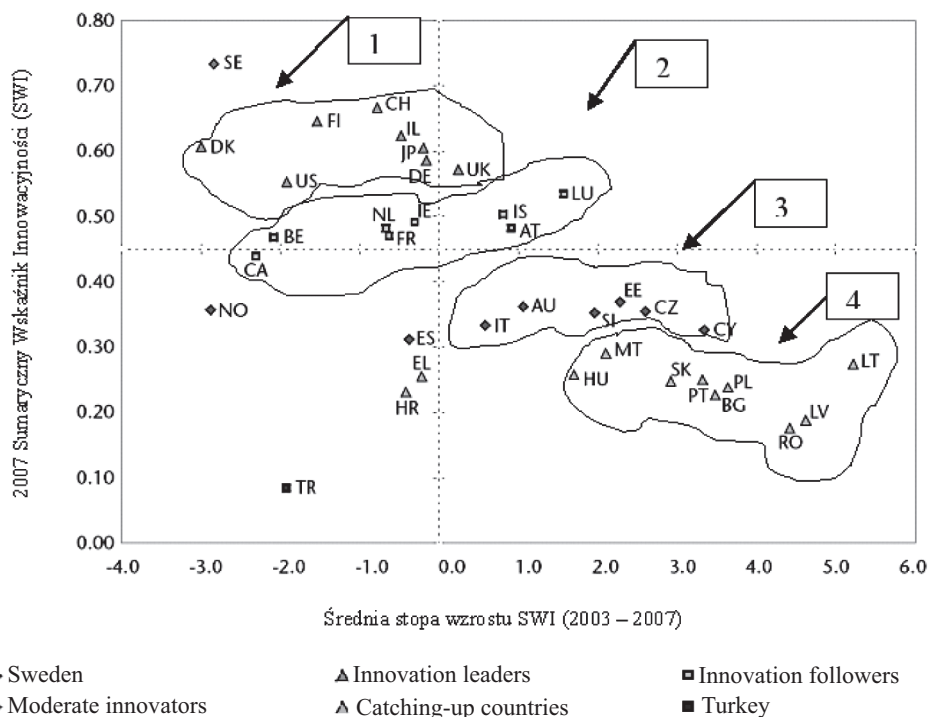 0.80
1
SE
2
0.70
CH
FI
IL
DK
JP
0.60
DE
UK
US
LU
3
0.50
IE
NL
IS
BE
FR
AT
CA
0.40
4
EE
NO
AU
CZ
IT
SI
CY
ES
0.30
MT
LT
EL
HU
SK
PL
PT
BG
HR
0.20
LV
RO
0.10
TR
0.00
-4.0 -3.0 -2.0 -1.0 0.0 1.0 2.0 3.0 4.0 5.0 6.0
2007 Sumaryczny Wskaźnik Innowacyjności (SWI)
Średnia stopa wzrostu SWI (2003 – 2007)
Sweden Innovation leaders Innovation followers
Moderate innovators Catching-up countries Turkey